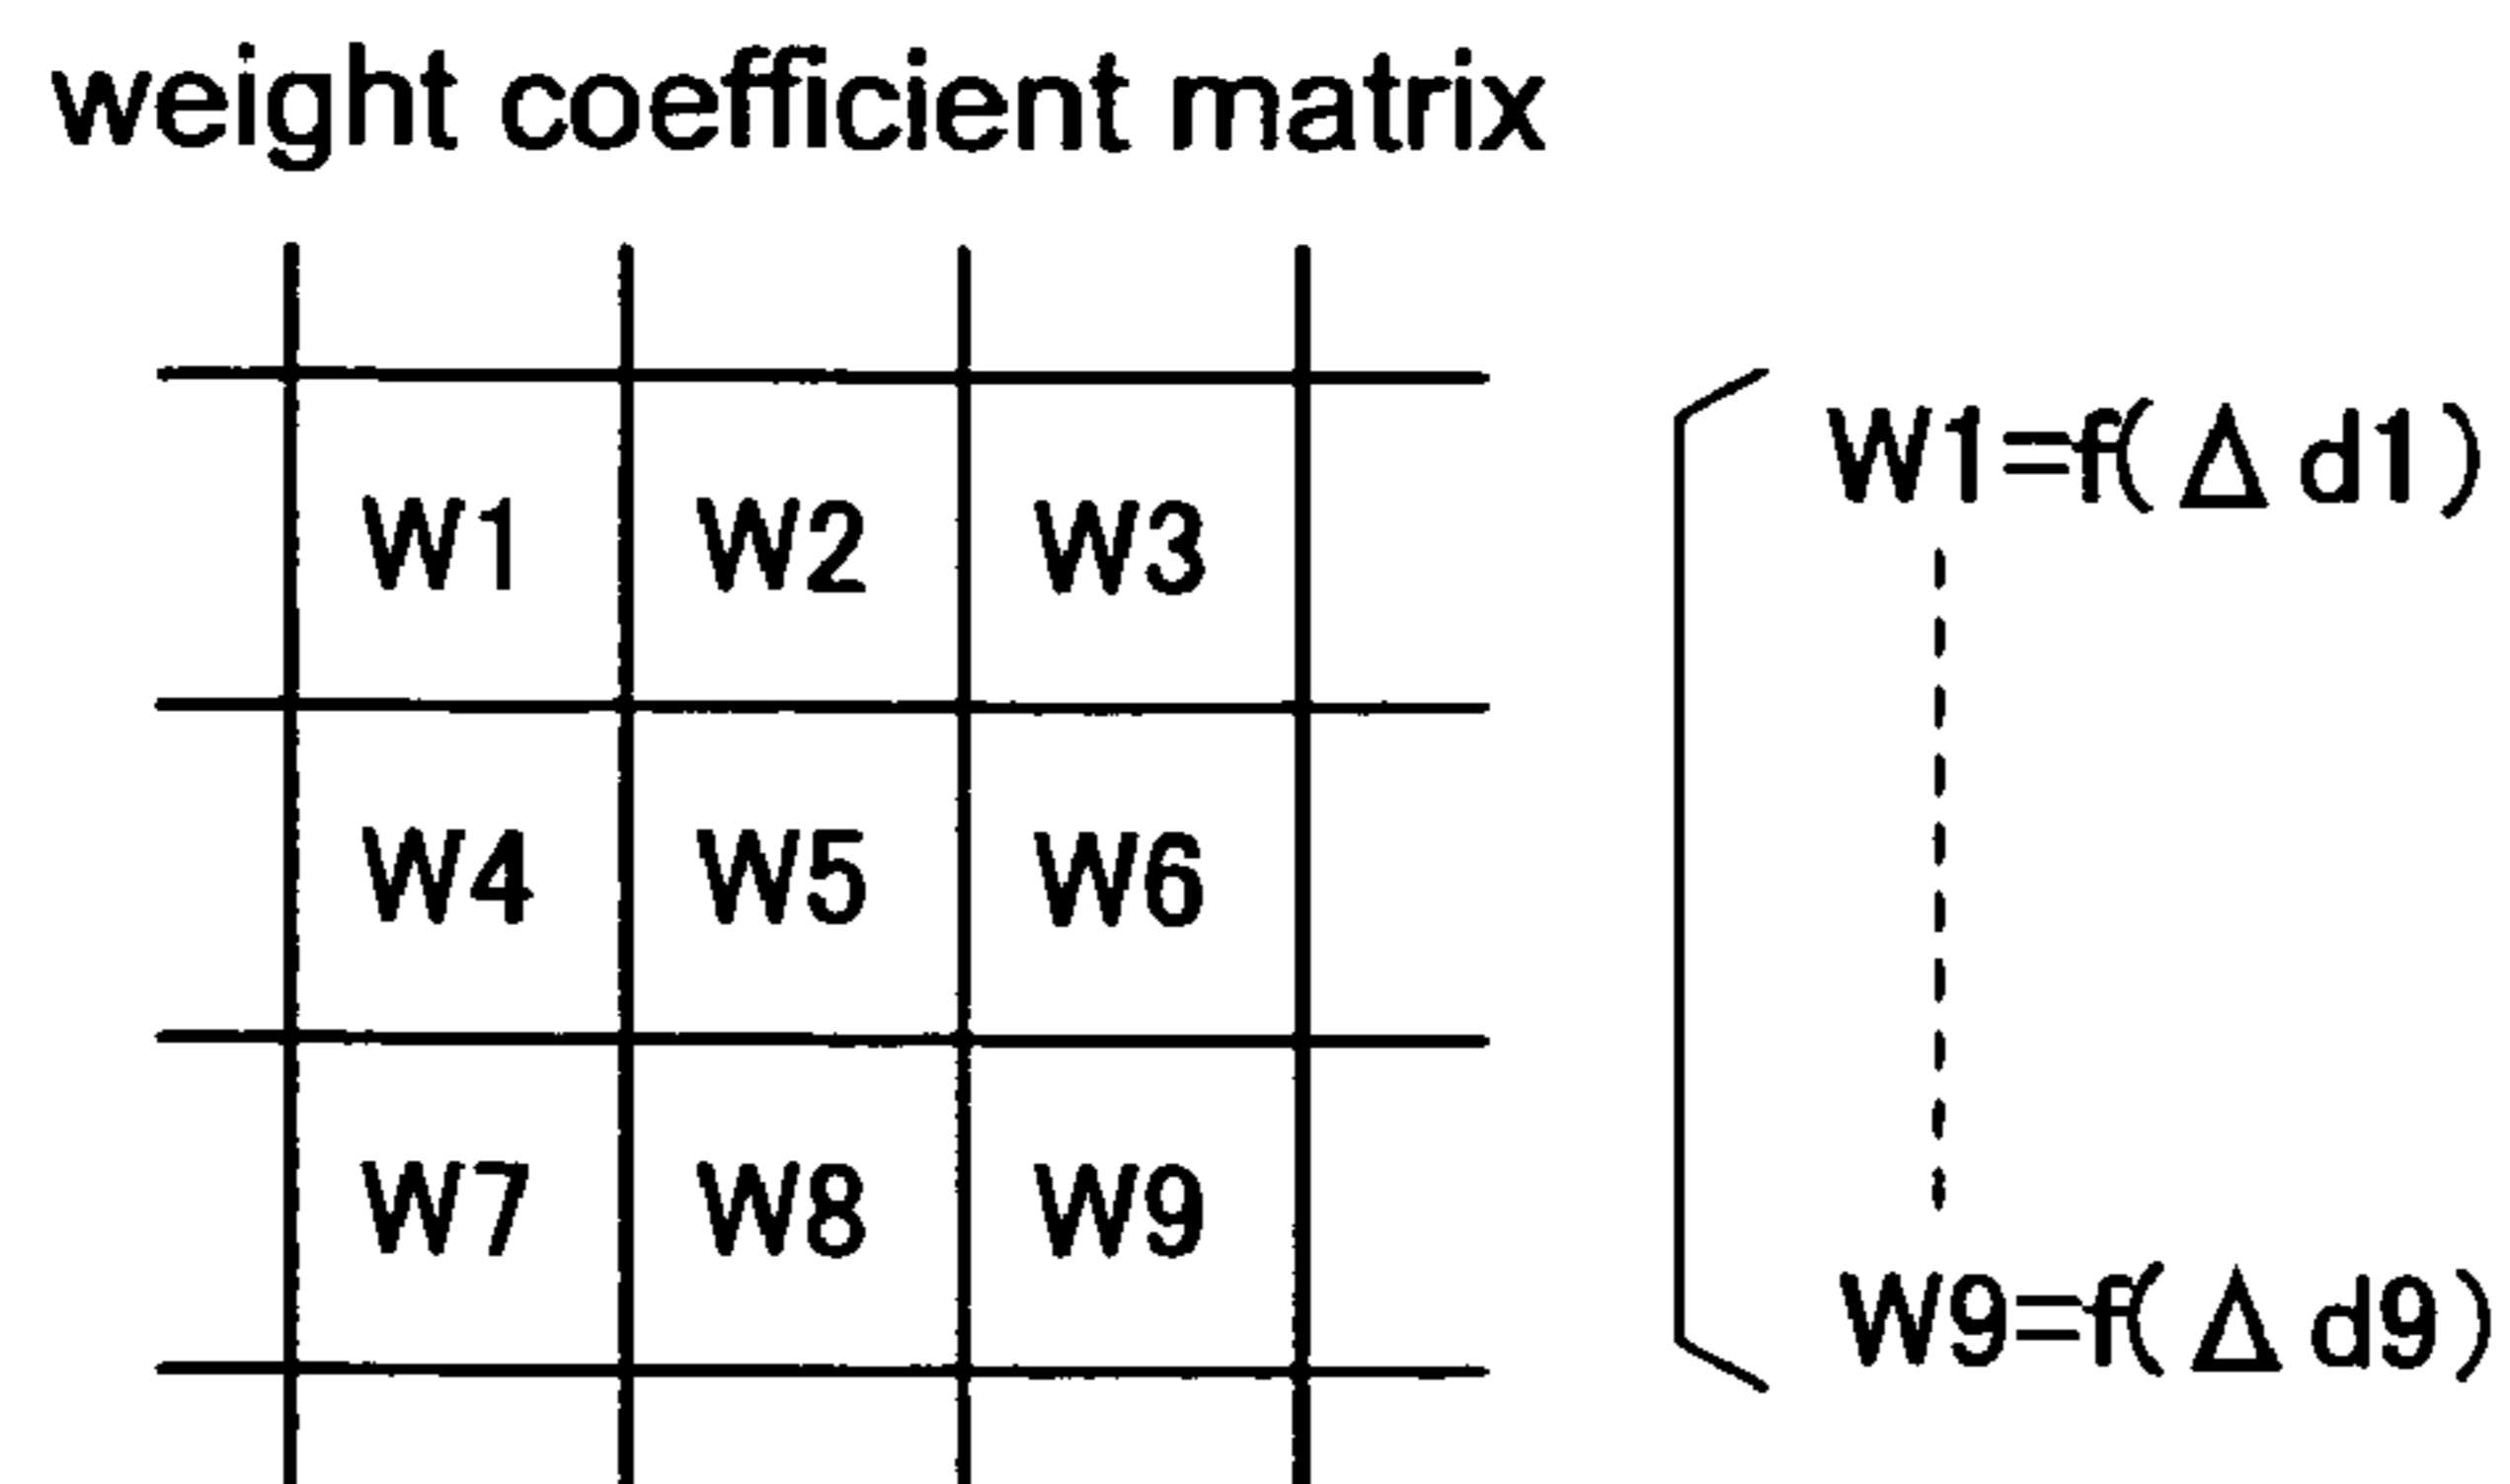 weight coefficient matrix
W1 W2 W3
W4 W5 W6
W7 W8 W9
W1=f(Δd1)
W9=f(Δd9)